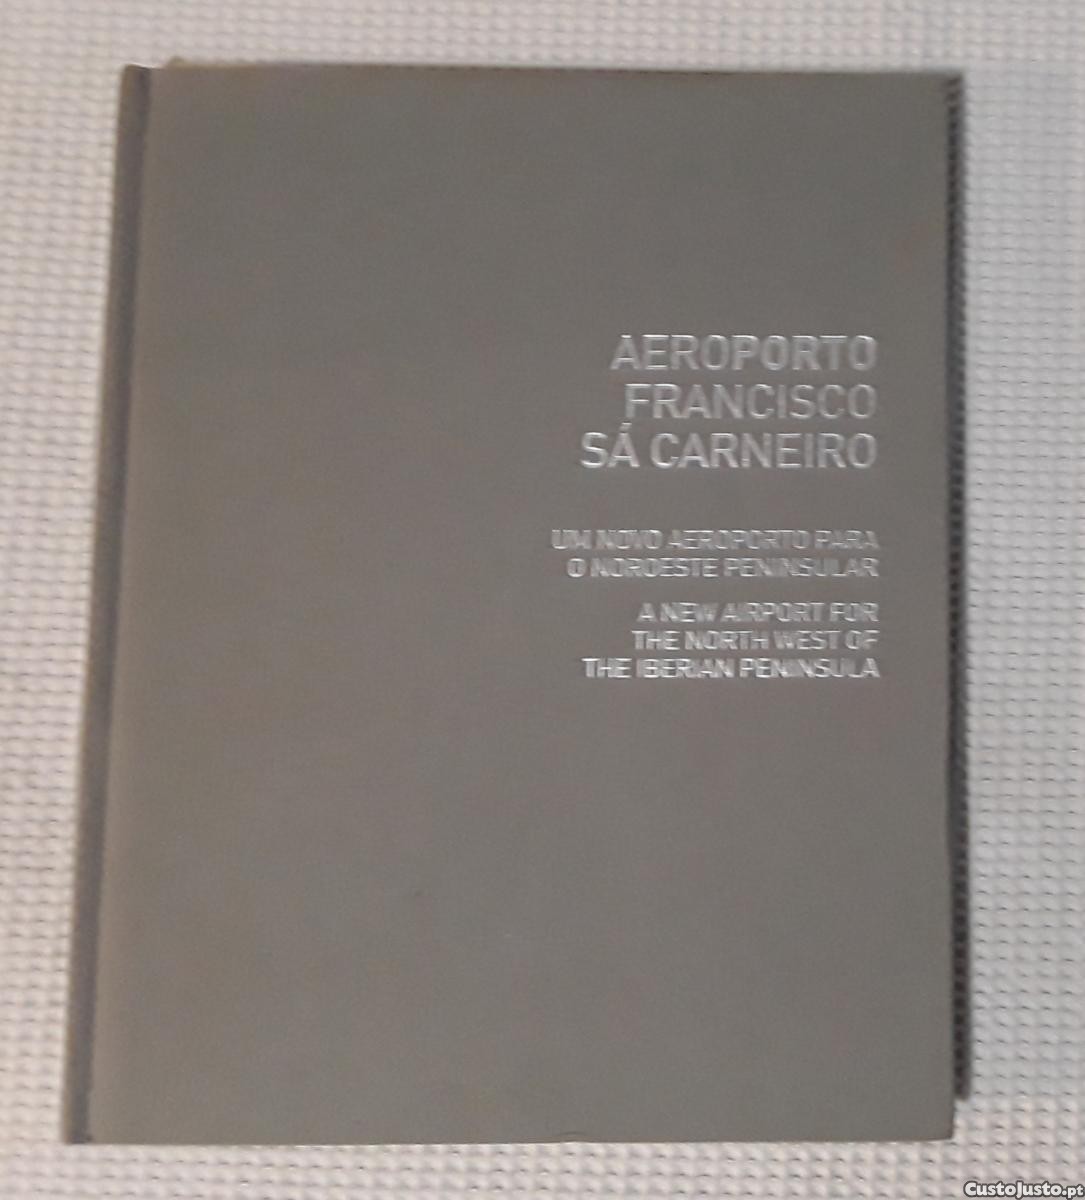 AEROPORTO
FRANCISCO
SÁ CARNEIRO
UM NOVO AEROPORTO PARA
O NOROESTE PENINSULAR
A NEW AIRPORT FOR
THE NORTH WEST OF
THE IBERIAN PENINSULA
CustoJusto.pt